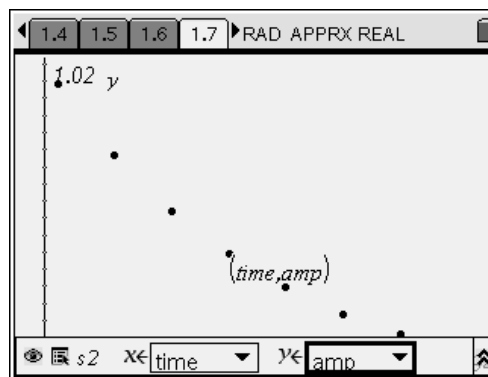 1.4 1.5 1.6 1.7 RAD APPRX REAL
1.02 y
(time,amp)
s2 x← time y← amp